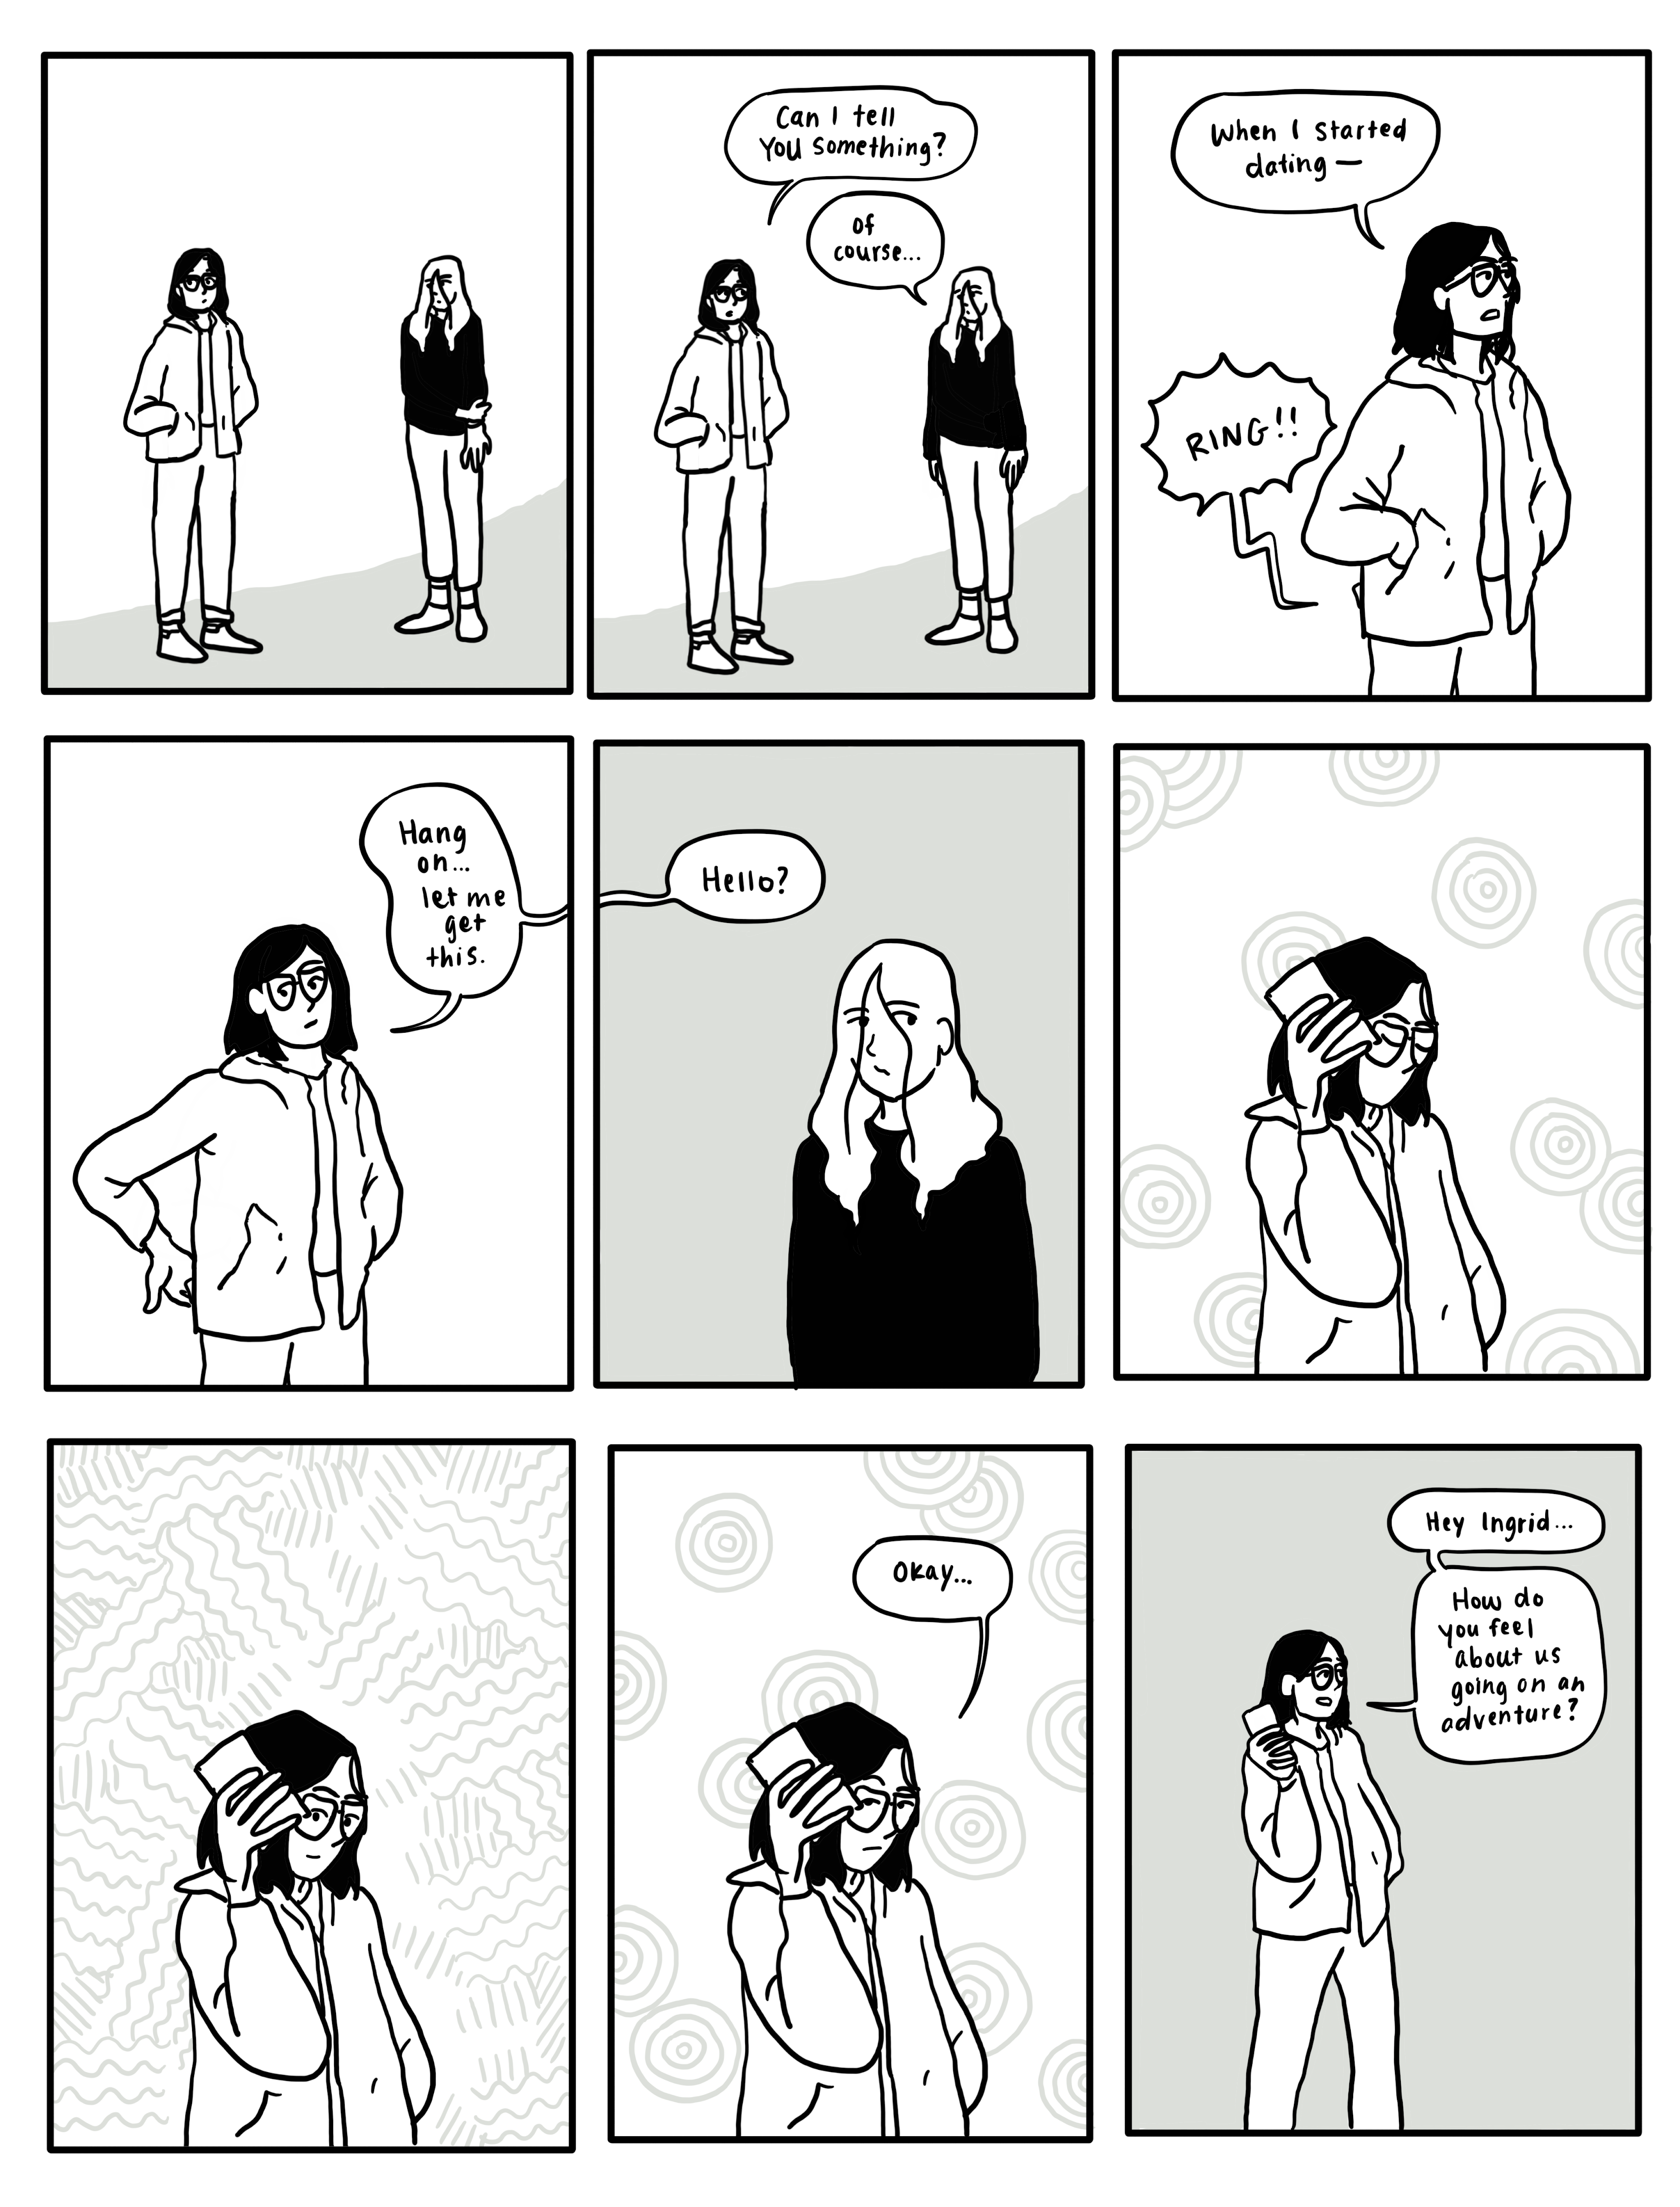 Can I tell
You something?
of
course...
When I started
dating —
RING!!
Hang
on...
let me
get
this.
Hello?
Okay...
Hey Ingrid...
How do
you feel
about us
going on an
adventure?